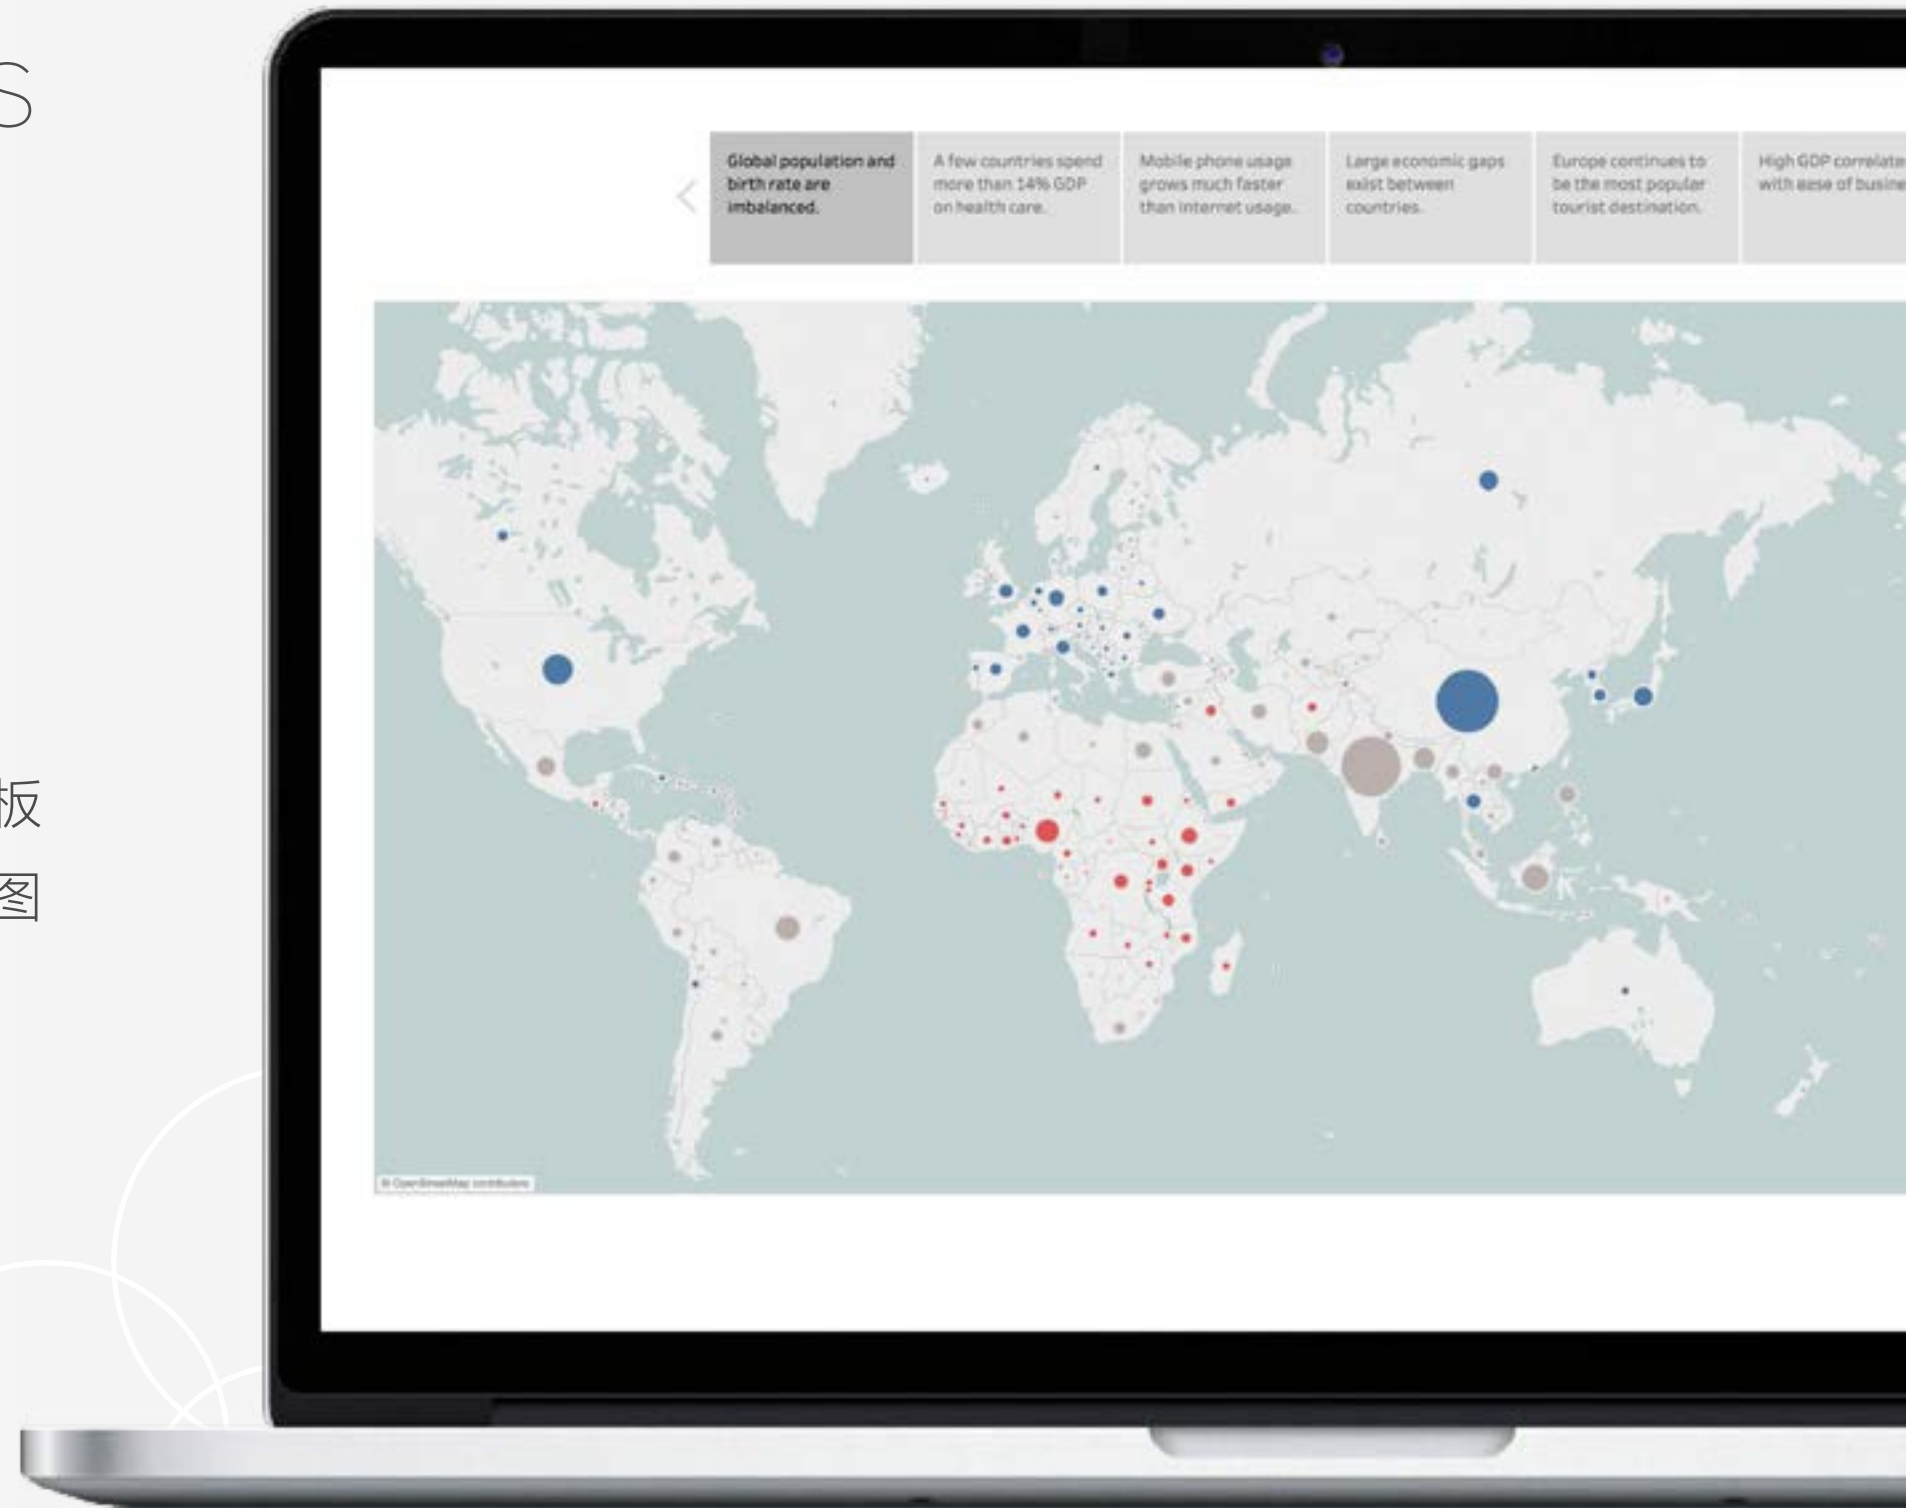 S
Global population and
birth rate are
imbalanced.
A few countries spend
more than 14% GDP
on health care.
Mobile phone usage
grows much faster
than internet usage.
Large economic gaps
exist between
countries.
Europe continues to
be the most popular
tourist destination.
High GDP correlate
with ease of busine
板
图
© OpenStreetMap contributors